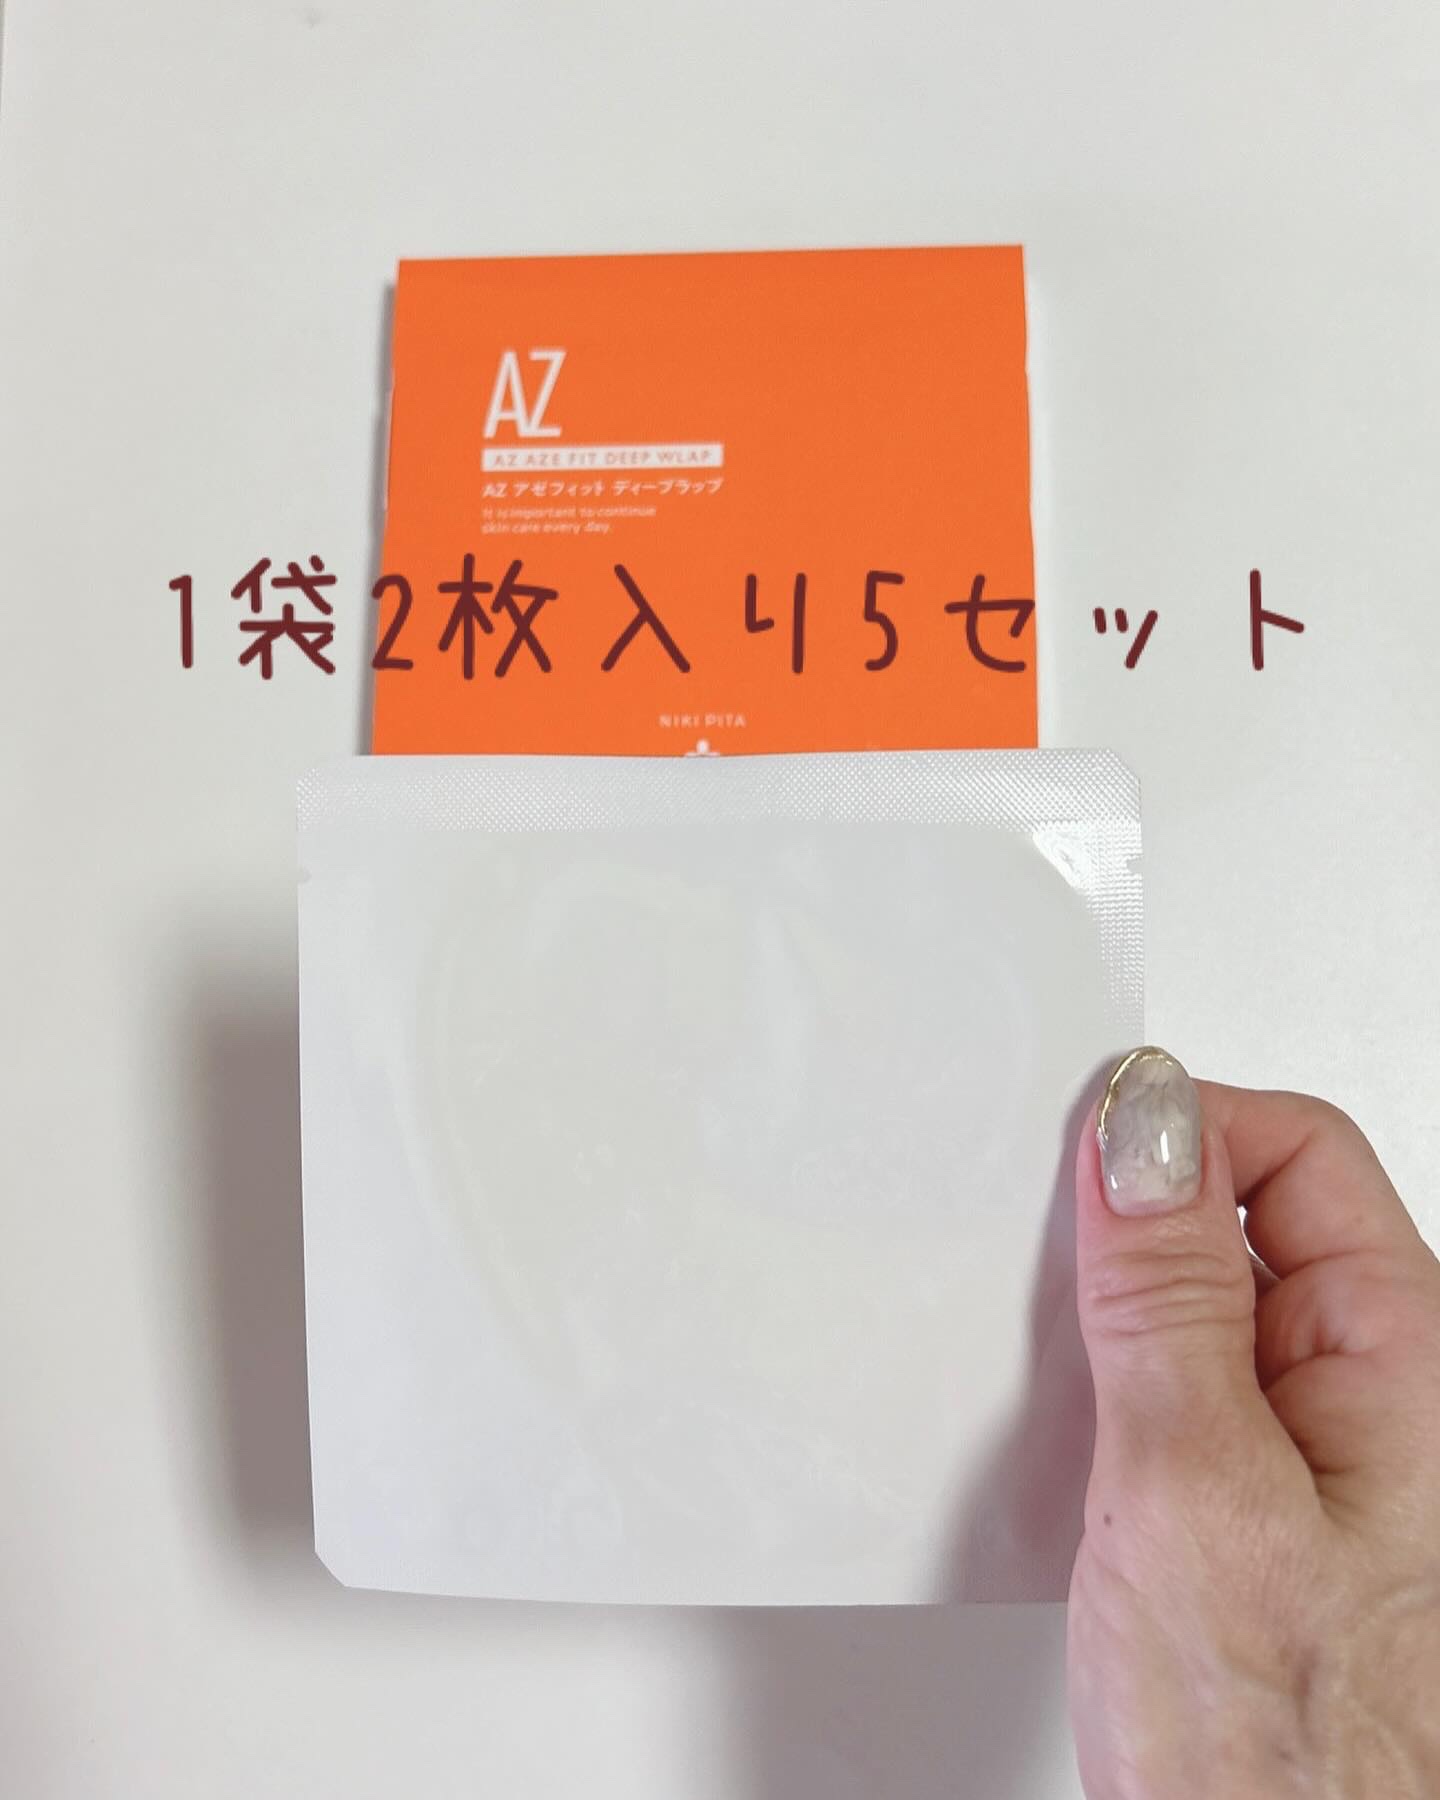 AZ
AZ AZE FIT DEEP WLAP
AZ アゼフィット ディープラップ
It is important to continue
skin care every day.
1袋2枚入り5セット
NIKI PITA